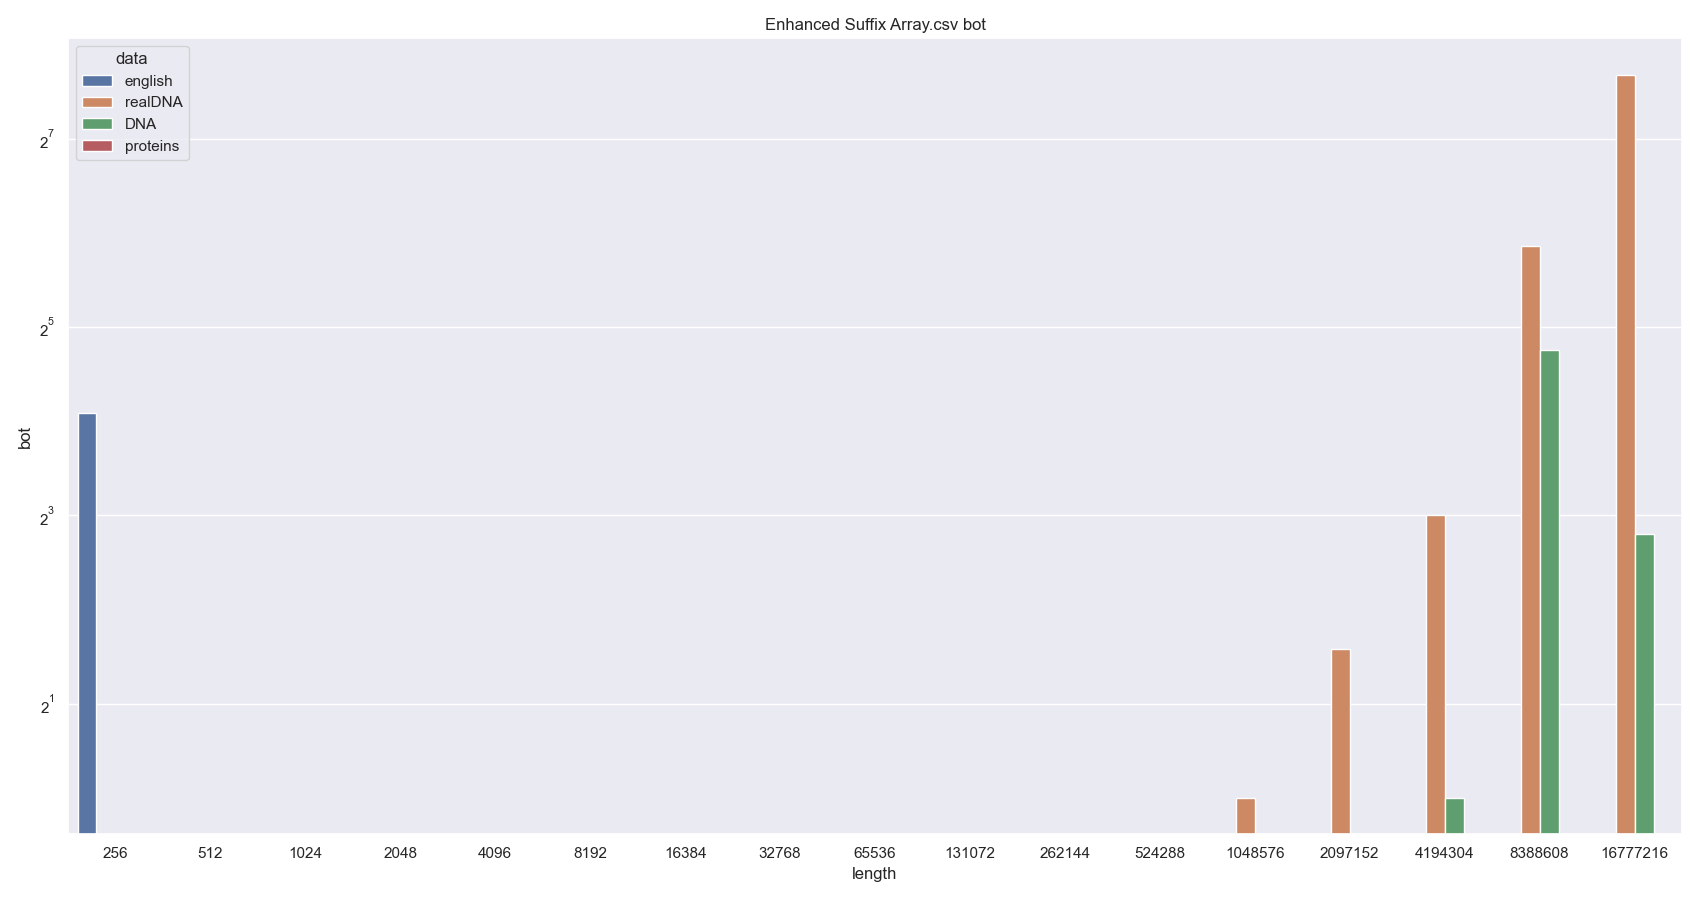 Enhanced Suffix Array.csv bot
data
english
realDNA
DNA
proteins
2^7
2^5
2^3
2^1
bot
256 512 1024 2048 4096 8192 16384 32768 65536 131072 262144 524288 1048576 2097152 4194304 8388608 16777216
length